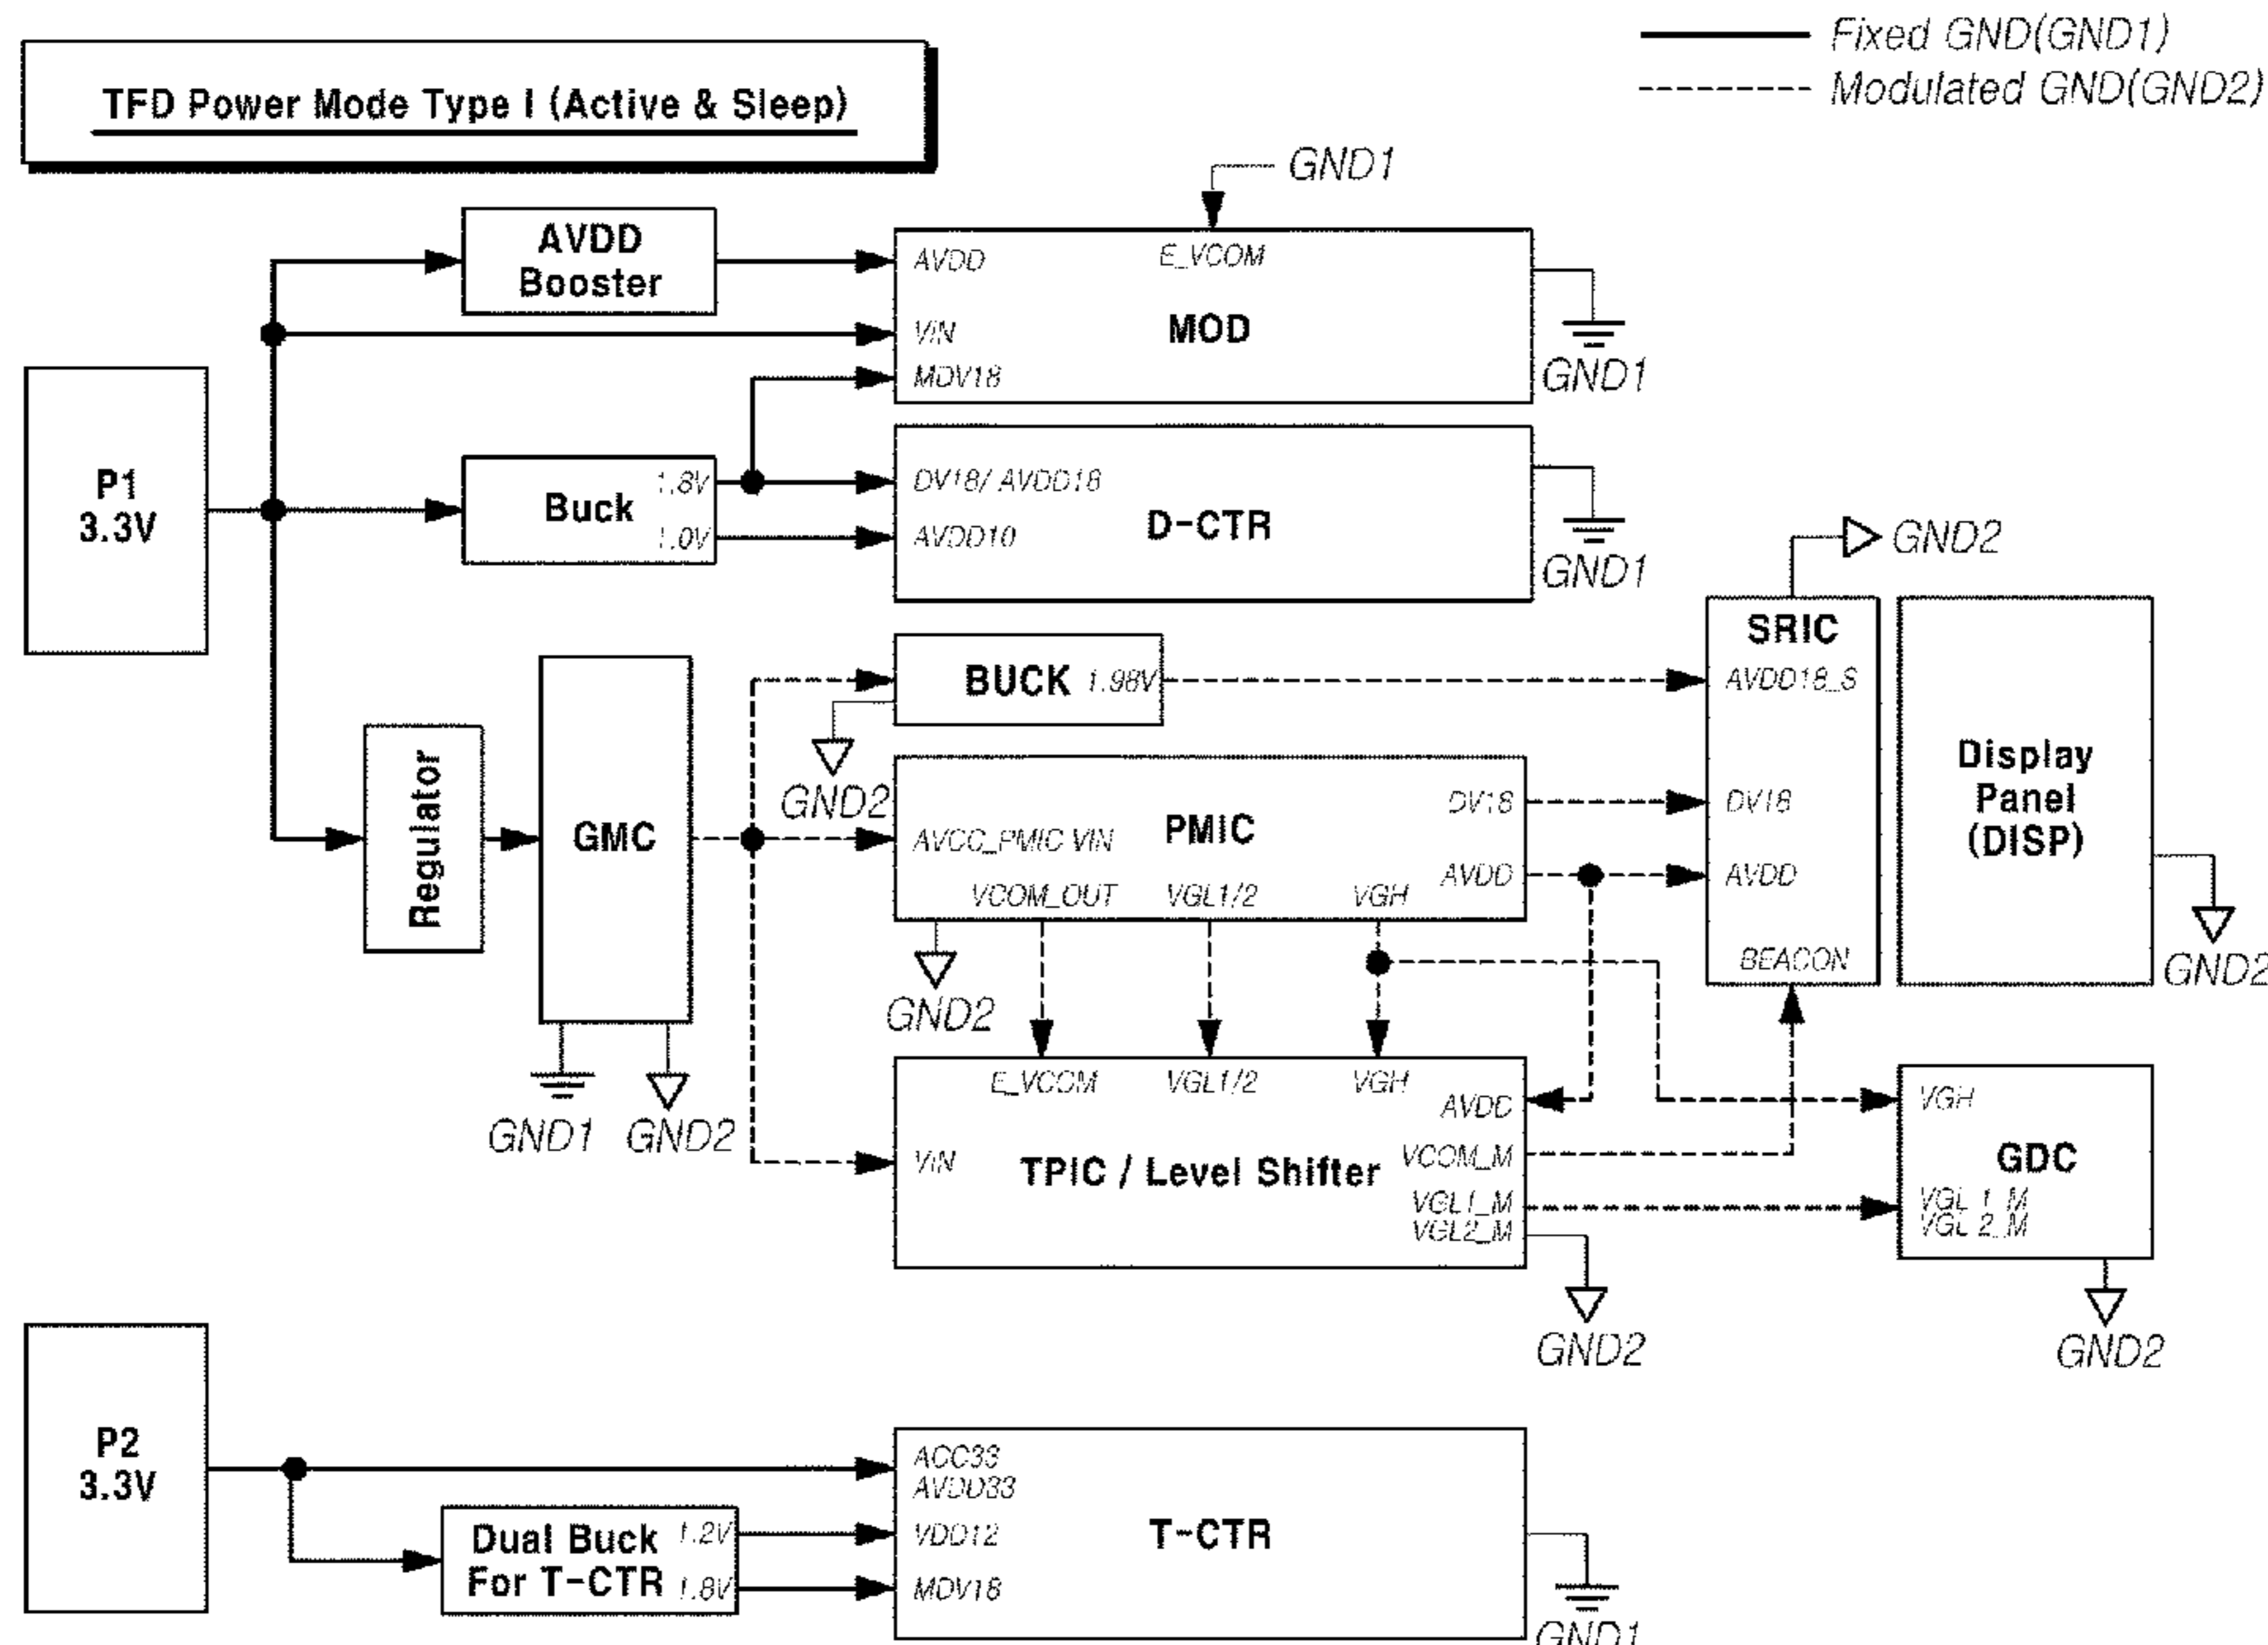 Fixed GND(GND1)
Modulated GND(GND2)
TFD Power Mode Type I (Active & Sleep)
GND1
AVDD
Booster
AVDD
E_VCOM
VIN
MOD
MDV18
GND1
P1
3.3V
Buck
1.8V
1.0V
DV18/ AVDD18
AVDD10
D-CTR
GND1
GND2
SRIC
AVDD18_S
DV18
AVDD
BEACON
Display
Panel
(DISP)
GND2
BUCK
1.98V
GND2
Regulator
GMC
GND1
GND2
AVCC_PMIC VIN
PMIC
DV18
AVDD
VCOM_OUT
VGL1/2
VGH
GND2
E_VCOM
VGL1/2
VGH
AVDD
VIN
TPIC / Level Shifter
VCOM_M
VGL1_M
VGL2_M
GND2
VGH
GDC
VGL 1_M
VGL 2_M
GND2
P2
3.3V
Dual Buck
For T-CTR
1.2V
1.8V
ACC33
AVDD33
VDD12
MDV18
T-CTR
GND1